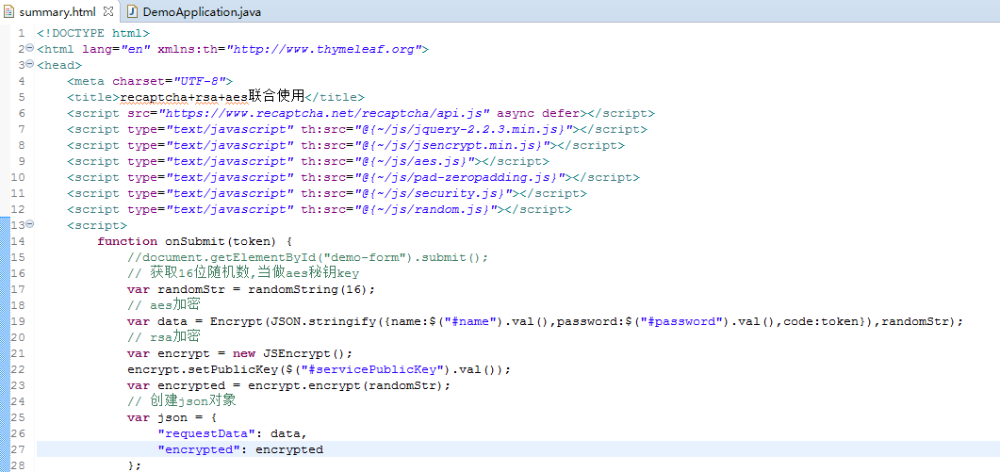 summary.html DemoApplication.java
1 <!DOCTYPE html>
2 <html lang="en" xmlns:th="http://www.thymeleaf.org">
3 <head>
4 <meta charset="UTF-8">
5 <title>recaptcha+rsa+aes联合使用</title>
6 <script src="https://www.recaptcha.net/recaptcha/api.js" async defer></script>
7 <script type="text/javascript" th:src="@{~/js/jquery-2.2.3.min.js}"></script>
8 <script type="text/javascript" th:src="@{~/js/jsencrypt.min.js}"></script>
9 <script type="text/javascript" th:src="@{~/js/aes.js}"></script>
10 <script type="text/javascript" th:src="@{~/js/pad-zeropadding.js}"></script>
11 <script type="text/javascript" th:src="@{~/js/security.js}"></script>
12 <script type="text/javascript" th:src="@{~/js/random.js}"></script>
13 <script>
14 function onSubmit(token) {
15 //document.getElementById("demo-form").submit();
16 // 获取16位随机数,当做aes秘钥key
17 var randomStr = randomString(16);
18 // aes加密
19 var data = Encrypt(JSON.stringify({name:$("#name").val(),password:$("#password").val(),code:token}),randomStr);
20 // rsa加密
21 var encrypt = new JSEncrypt();
22 encrypt.setPublicKey($("#servicePublicKey").val());
23 var encrypted = encrypt.encrypt(randomStr);
24 // 创建json对象
25 var json = {
26 "requestData": data,
27 "encrypted": encrypted
28 };